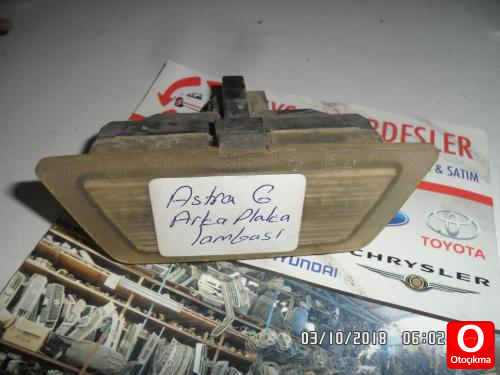 RDESLER
& SATIM
Astra G
Arka Plaka
lambası
TOYOTA
HYUNDAI
CHRYSLER
03/10/2018 06:02
Otoçıkma